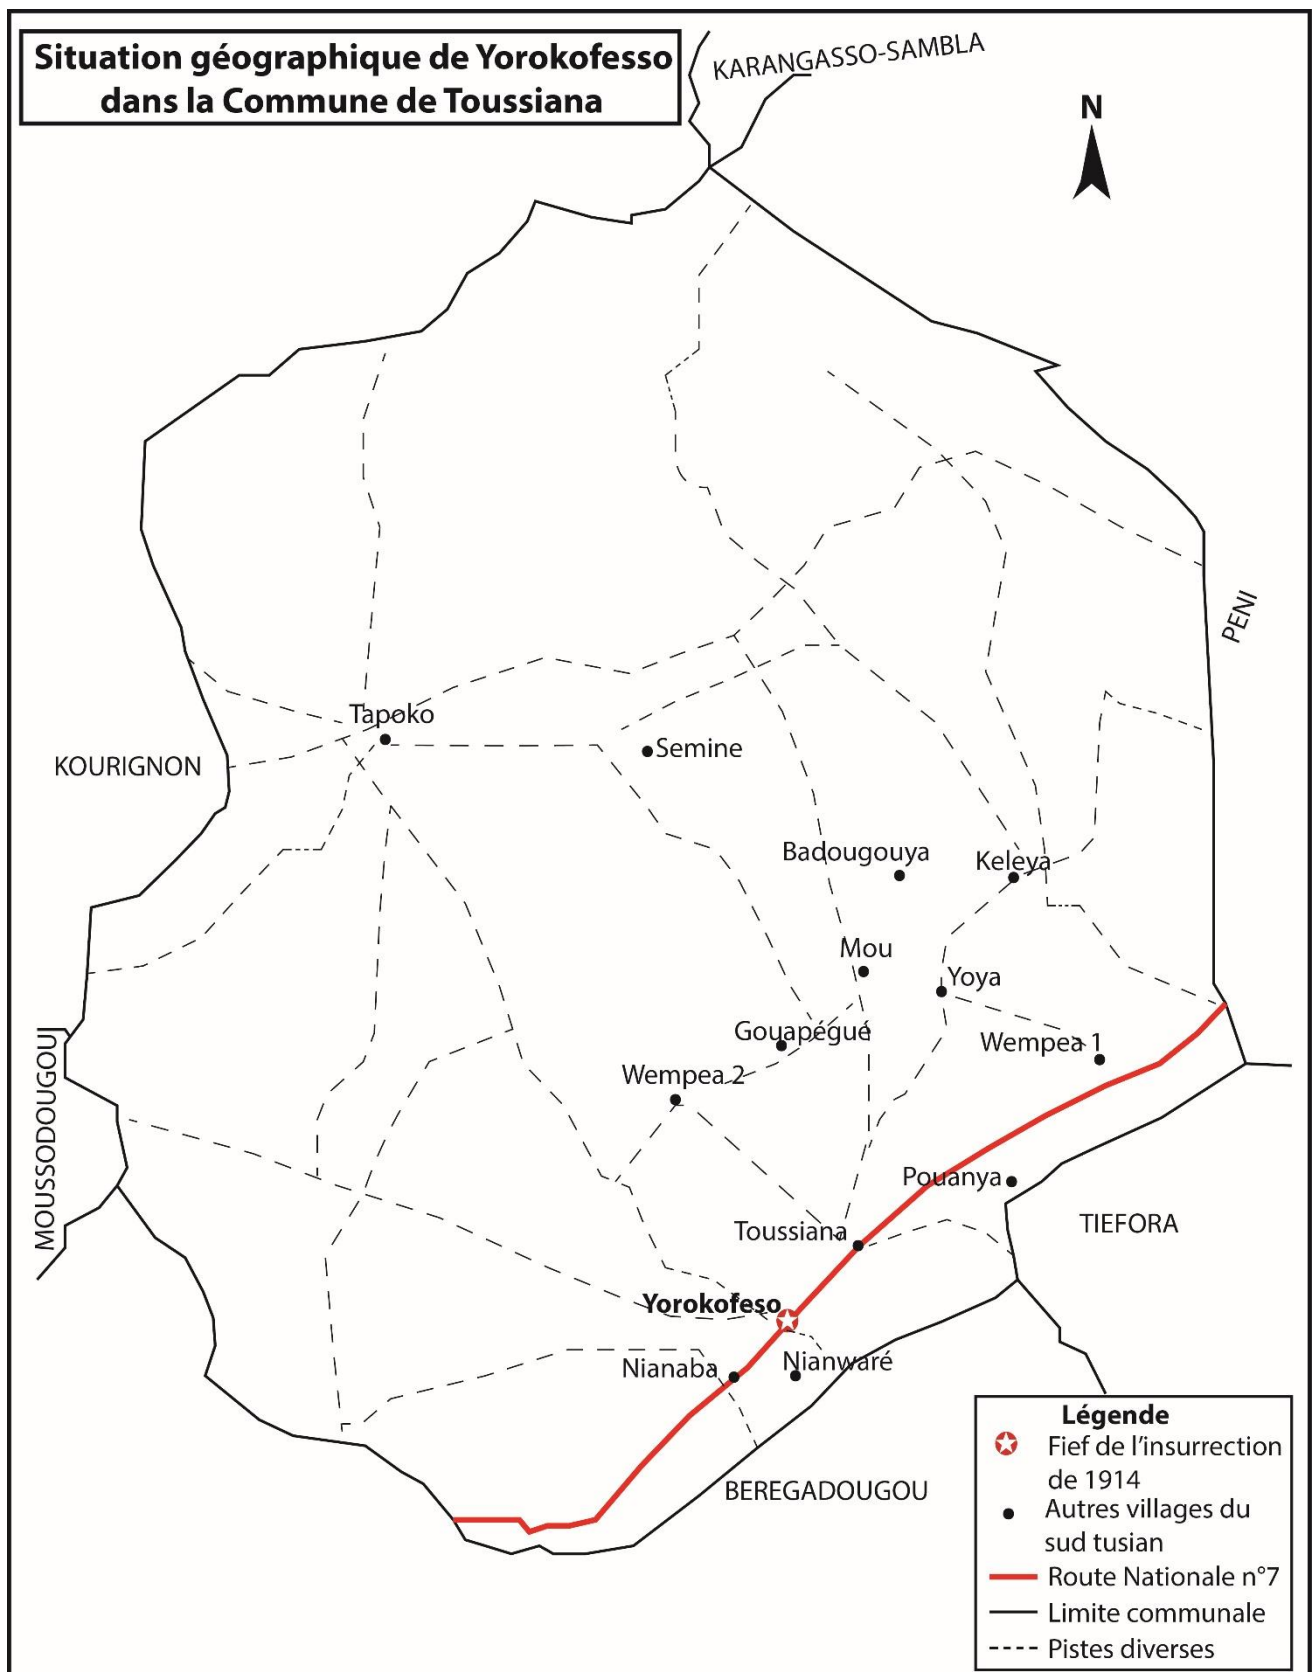 Situation géographique de Yorokofesso
dans la Commune de Toussiana
KARANGASSO-SAMBLA
N
PENI
Tapoko
KOURIGNON
Semine
Badougouya
Keleya
Mou
Yoya
Gouapégué
Wempea 1
Wempea 2
MOUSSODOUGOU
Pouanya
TIEFORA
Toussiana
Yorokofeso
Nianaba
Nianwaré
BEREGADOUGOU
Légende
Fief de l'insurrection
de 1914
Autres villages du
sud tusian
Route Nationale n°7
Limite communale
Pistes diverses